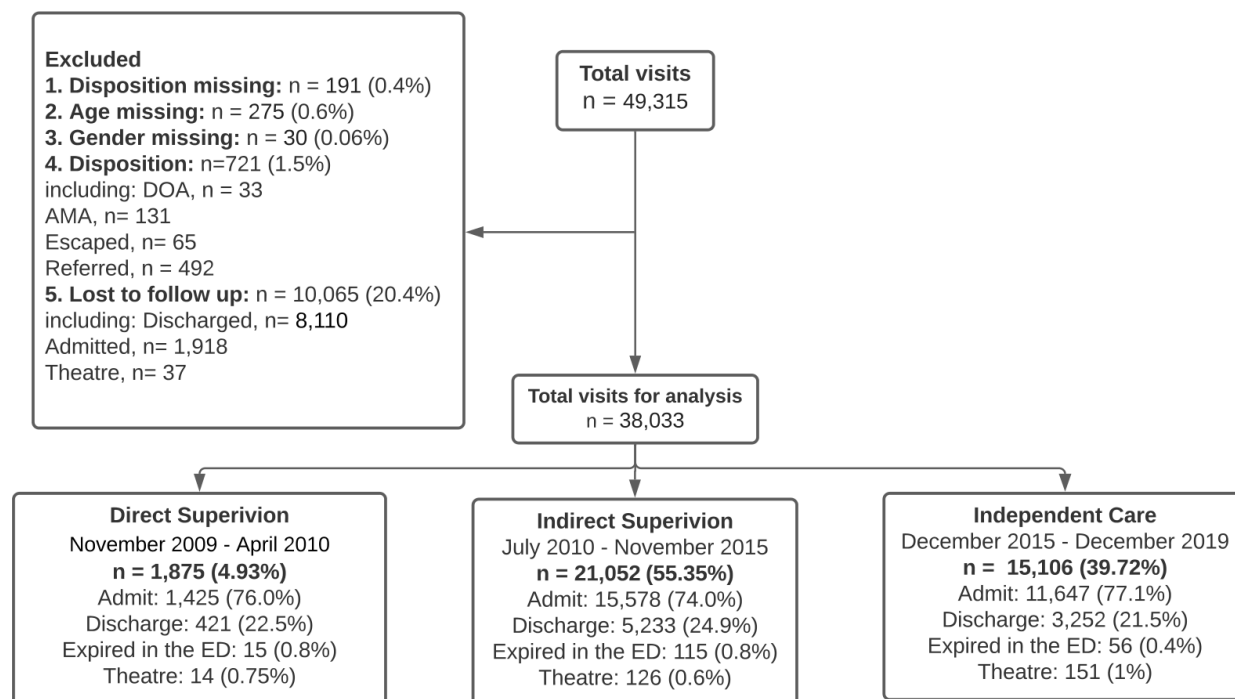 Excluded
1. Disposition missing: n = 191 (0.4%)
2. Age missing: n = 275 (0.6%)
3. Gender missing: n = 30 (0.06%)
4. Disposition: n=721 (1.5%)
including: DOA, n = 33
AMA, n= 131
Escaped, n= 65
Referred, n = 492
5. Lost to follow up: n = 10,065 (20.4%)
including: Discharged, n= 8,110
Admitted, n= 1,918
Theatre, n= 37
Total visits
n = 49,315
Total visits for analysis
n = 38,033
Direct Superivion
November 2009 - April 2010
n = 1,875 (4.93%)
Admit: 1,425 (76.0%)
Discharge: 421 (22.5%)
Expired in the ED: 15 (0.8%)
Theatre: 14 (0.75%)
Indirect Superivion
July 2010 - November 2015
n = 21,052 (55.35%)
Admit: 15,578 (74.0%)
Discharge: 5,233 (24.9%)
Expired in the ED: 115 (0.8%)
Theatre: 126 (0.6%)
Independent Care
December 2015 - December 2019
n = 15,106 (39.72%)
Admit: 11,647 (77.1%)
Discharge: 3,252 (21.5%)
Expired in the ED: 56 (0.4%)
Theatre: 151 (1%)